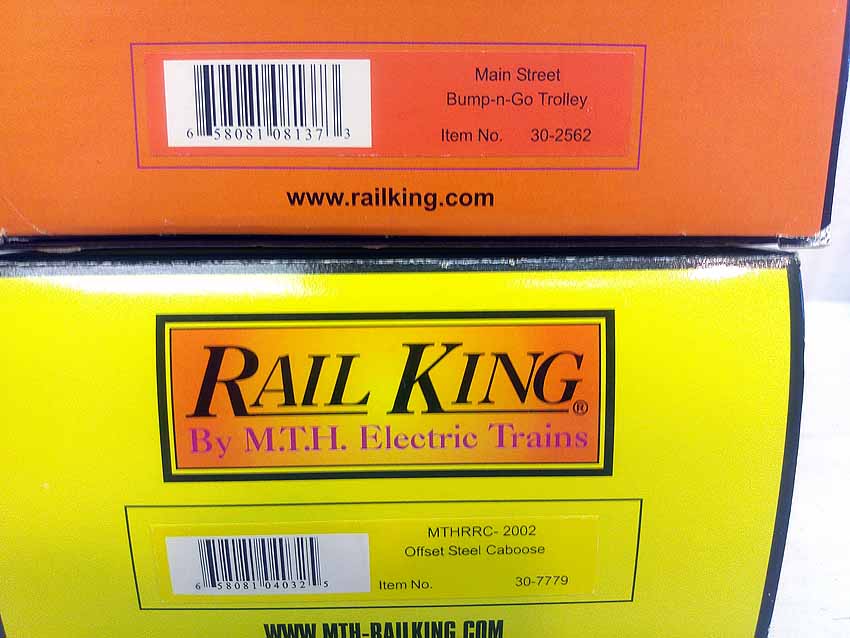 Main Street
Bump-n-Go Trolley
6 58081 08137 3
Item No. 30-2562
www.railking.com
RAIL KING®
By M.T.H. Electric Trains
MTHRRC- 2002
Offset Steel Caboose
6 58081 04032 5
Item No. 30-7779
WWW.MTH-RAILKING.COM